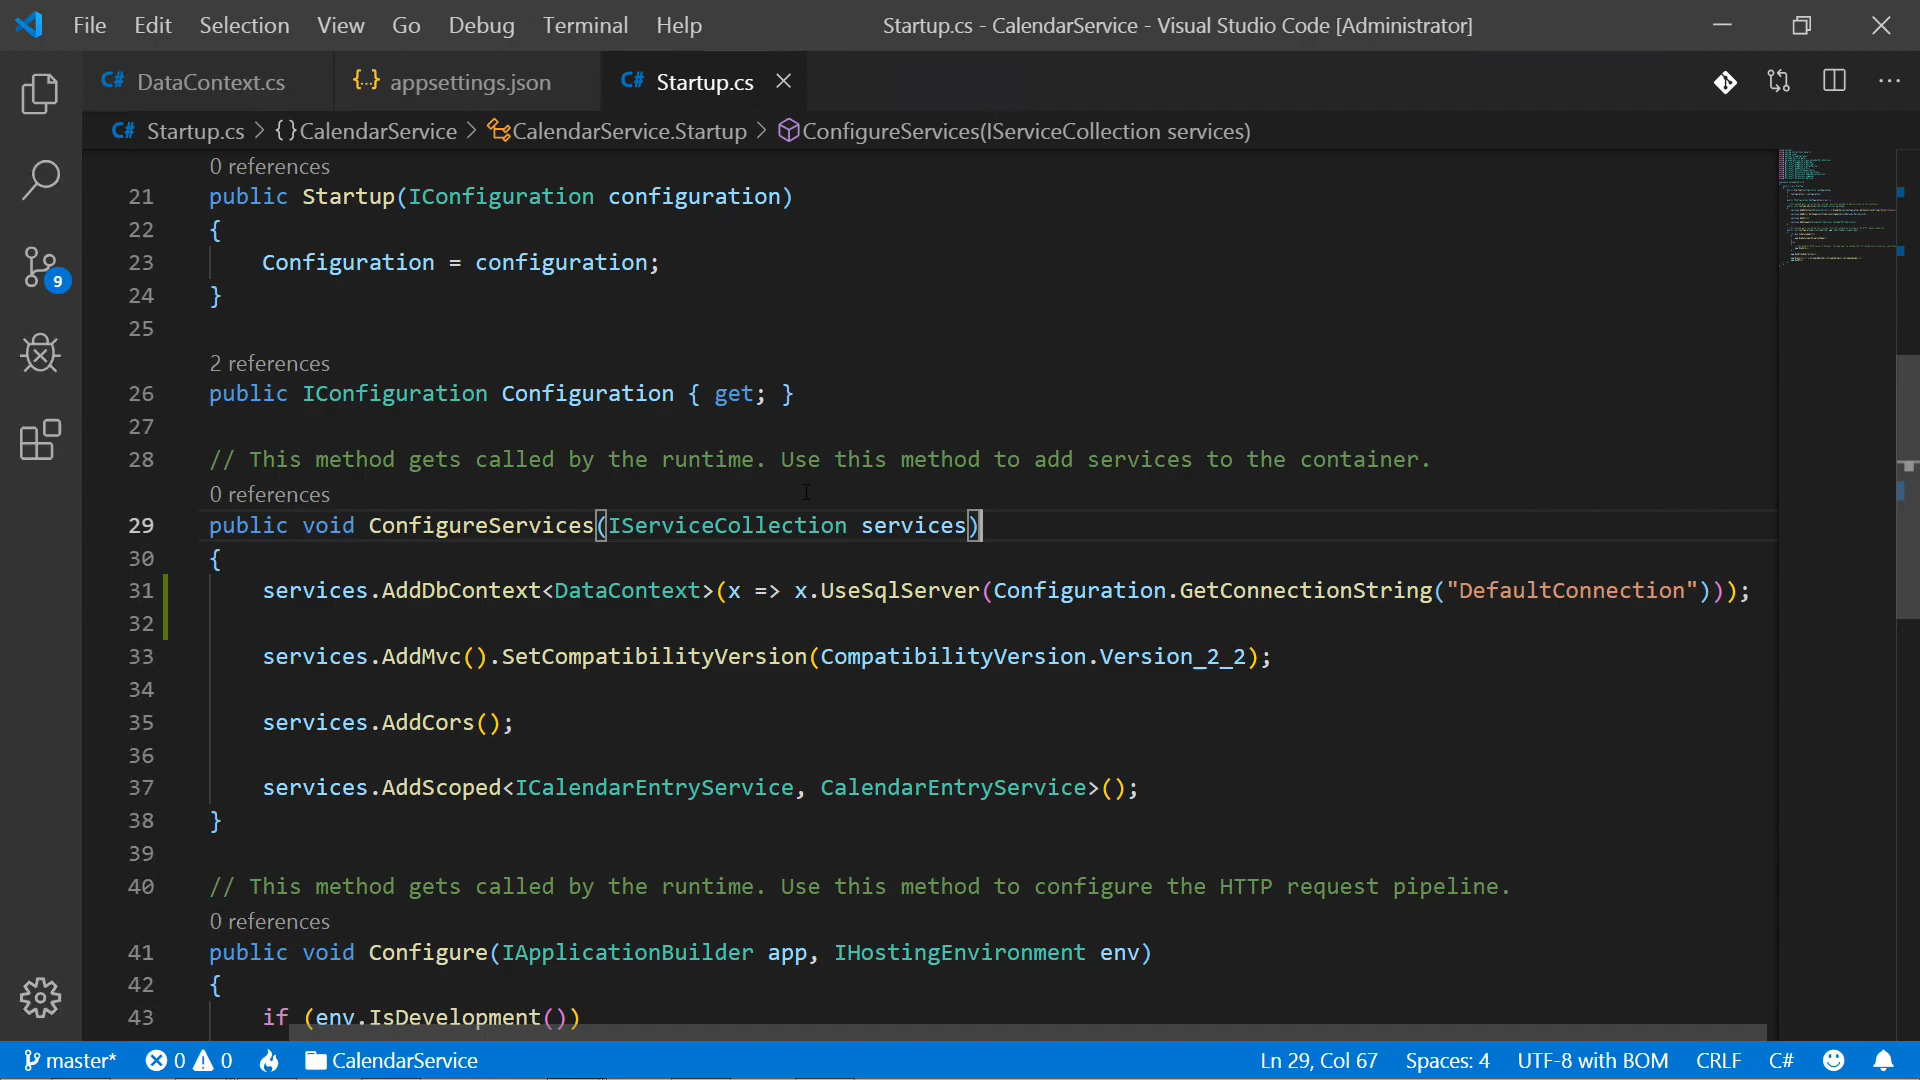 File Edit Selection View Go Debug Terminal Help Startup.cs - CalendarService - Visual Studio Code [Administrator]
C# DataContext.cs {..} appsettings.json C# Startup.cs
C# Startup.cs > {} CalendarService > CalendarService.Startup > ConfigureServices(IServiceCollection services)
0 references
21 public Startup(IConfiguration configuration)
22 {
23 Configuration = configuration;
24 }
25
2 references
26 public IConfiguration Configuration { get; }
27
28 // This method gets called by the runtime. Use this method to add services to the container.
0 references
29 public void ConfigureServices(IServiceCollection services)
30 {
31 services.AddDbContext<DataContext>(x => x.UseSqlServer(Configuration.GetConnectionString("DefaultConnection")));
32
33 services.AddMvc().SetCompatibilityVersion(CompatibilityVersion.Version_2_2);
34
35 services.AddCors();
36
37 services.AddScoped<ICalendarEntryService, CalendarEntryService>();
38 }
39
40 // This method gets called by the runtime. Use this method to configure the HTTP request pipeline.
0 references
41 public void Configure(IApplicationBuilder app, IHostingEnvironment env)
42 {
43 if (env.IsDevelopment())
9
master* 0 0 CalendarService Ln 29, Col 67 Spaces: 4 UTF-8 with BOM CRLF C#